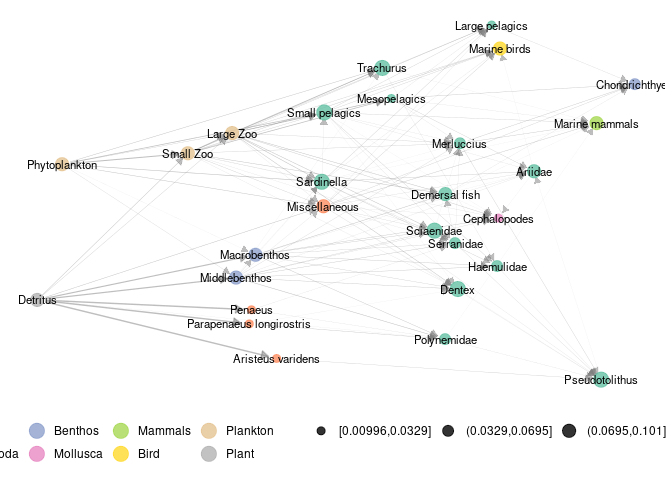 Large pelagics
Marine birds
Trachurus
Chondrichthye
Mesopelagics
Small pelagics
Marine mammals
Large Zoo
Merluccius
Small Zoo
Phytoplankton
Ariidae
Sardinella
Demersal fish
Miscellaneous
Cephalopodes
Sciaenidae
Serranidae
Macrobenthos
Haemulidae
Middlebenthos
Dentex
Detritus
Penaeus
Parapenaeus longirostris
Polynemidae
Aristeus varidens
Pseudotolithus
Benthos Mammals Plankton [0.00996,0.0329] (0.0329,0.0695] (0.0695,0.101]
oda Mollusca Bird Plant